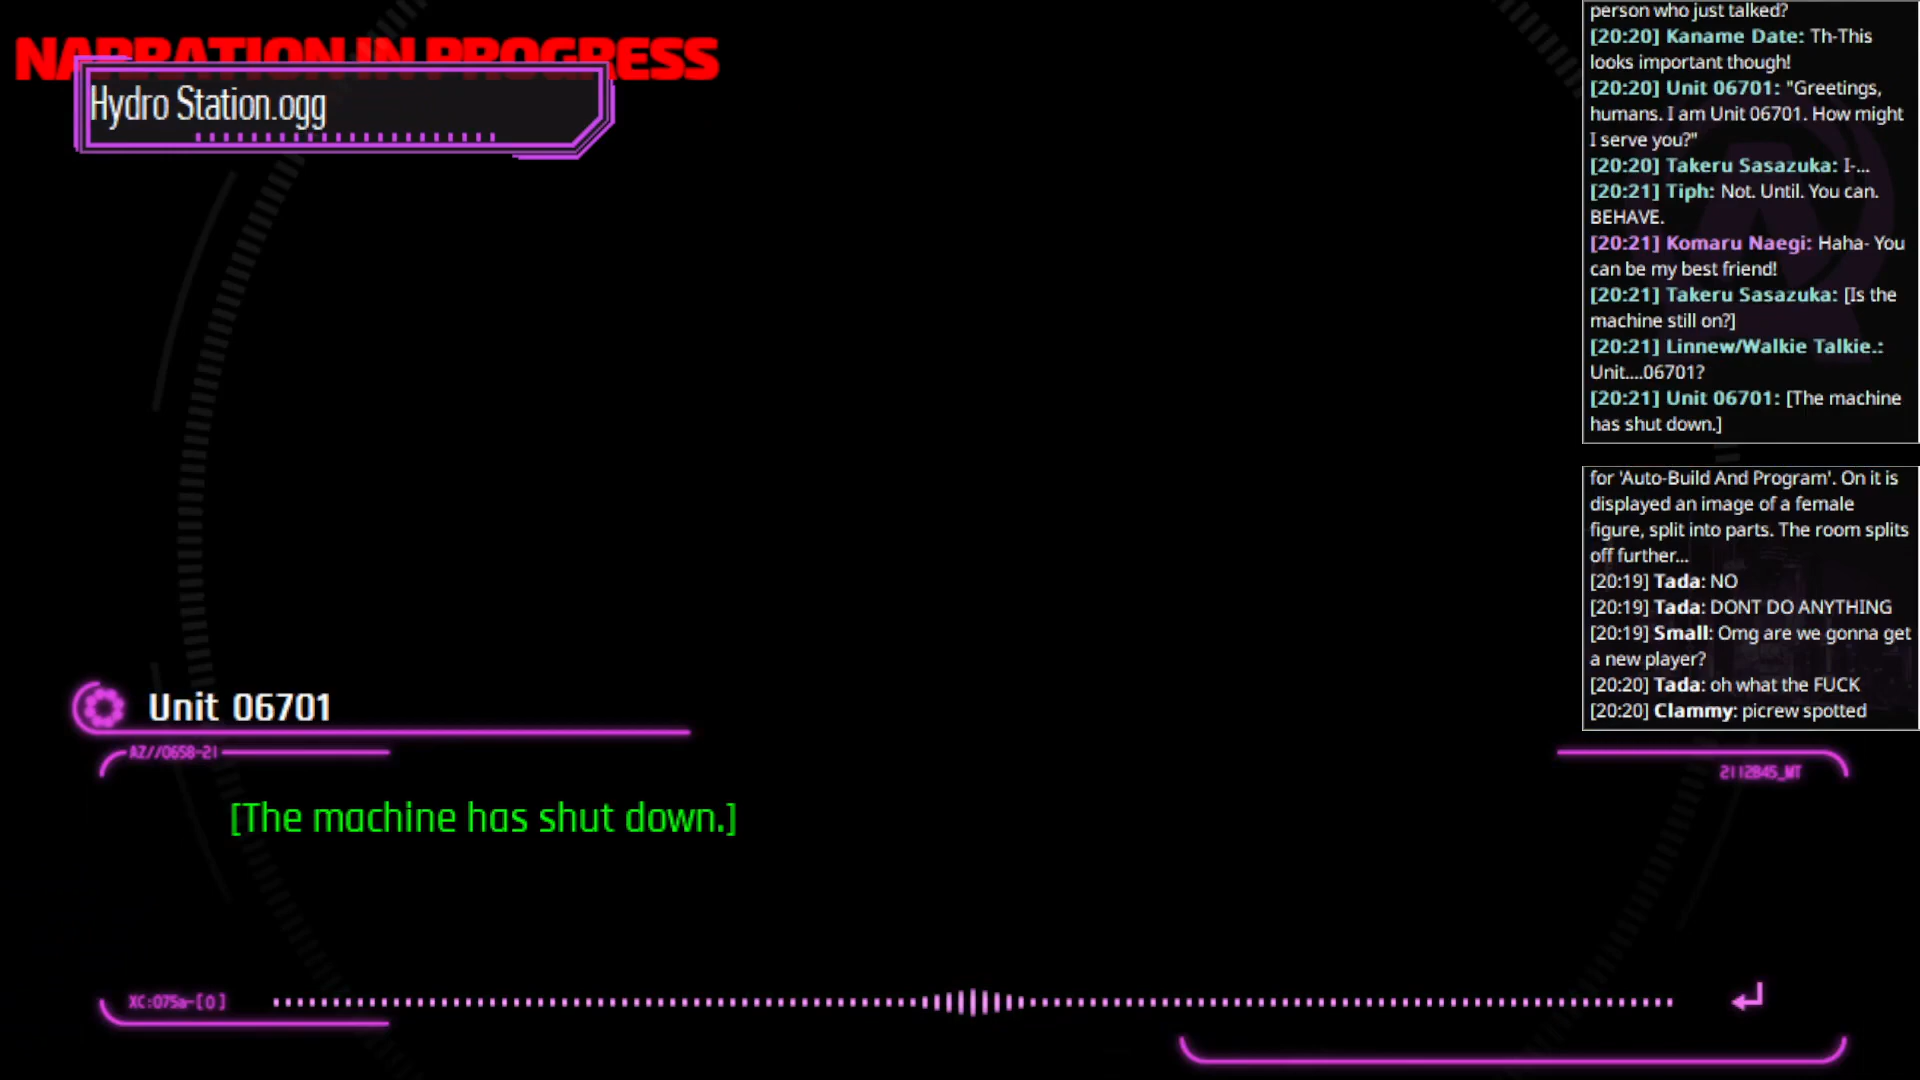 NARRATION IN PROGRESS
Hydro Station.ogg
person who just talked?
[20:20] Kaname Date: Th-This
looks important though!
[20:20] Unit 06701: "Greetings,
humans. I am Unit 06701. How might
I serve you?"
[20:20] Takeru Sasazuka: I-...
[20:21] Tiph: Not. Until. You can.
BEHAVE.
[20:21] Komaru Naegi: Haha- You
can be my best friend!
[20:21] Takeru Sasazuka: [Is the
machine still on?]
[20:21] Linnew/Walkie Talkie.:
Unit....06701?
[20:21] Unit 06701: [The machine
has shut down.]
for 'Auto-Build And Program'. On it is
displayed an image of a female
figure, split into parts. The room splits
off further...
[20:19] Tada: NO
[20:19] Tada: DONT DO ANYTHING
[20:19] Small: Omg are we gonna get
a new player?
[20:20] Tada: oh what the FUCK
[20:20] Clammy: picrew spotted
Unit 06701
AZ//0658-21
2112845_MT
[The machine has shut down.]
XC:075a-[0]